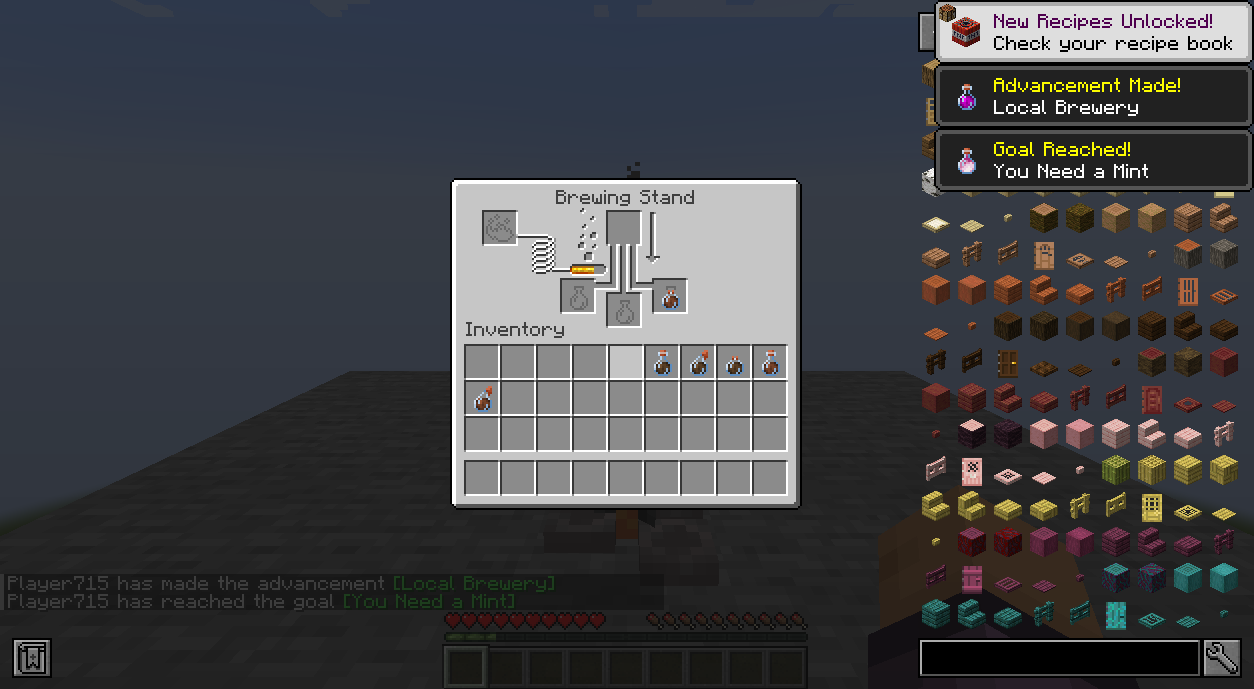 New Recipes Unlocked!
Check your recipe book
Advancement Made!
Local Brewery
Goal Reached!
You Need a Mint
Brewing Stand
Inventory
Player715 has made the advancement [Local Brewery]
Player715 has reached the goal [You Need a Mint]